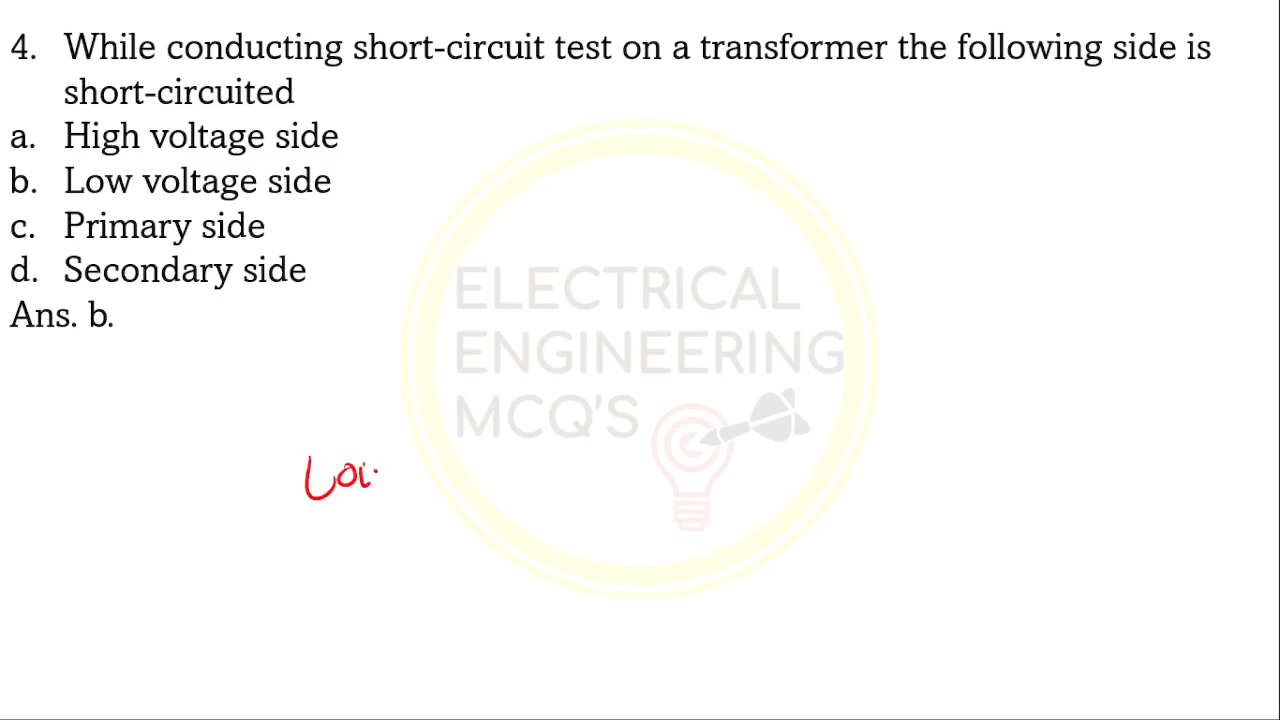 4. While conducting short-circuit test on a transformer the following side is
short-circuited
a. High voltage side
b. Low voltage side
c. Primary side
d. Secondary side
Ans. b.
ELECTRICAL
ENGINEERING
MCQ'S